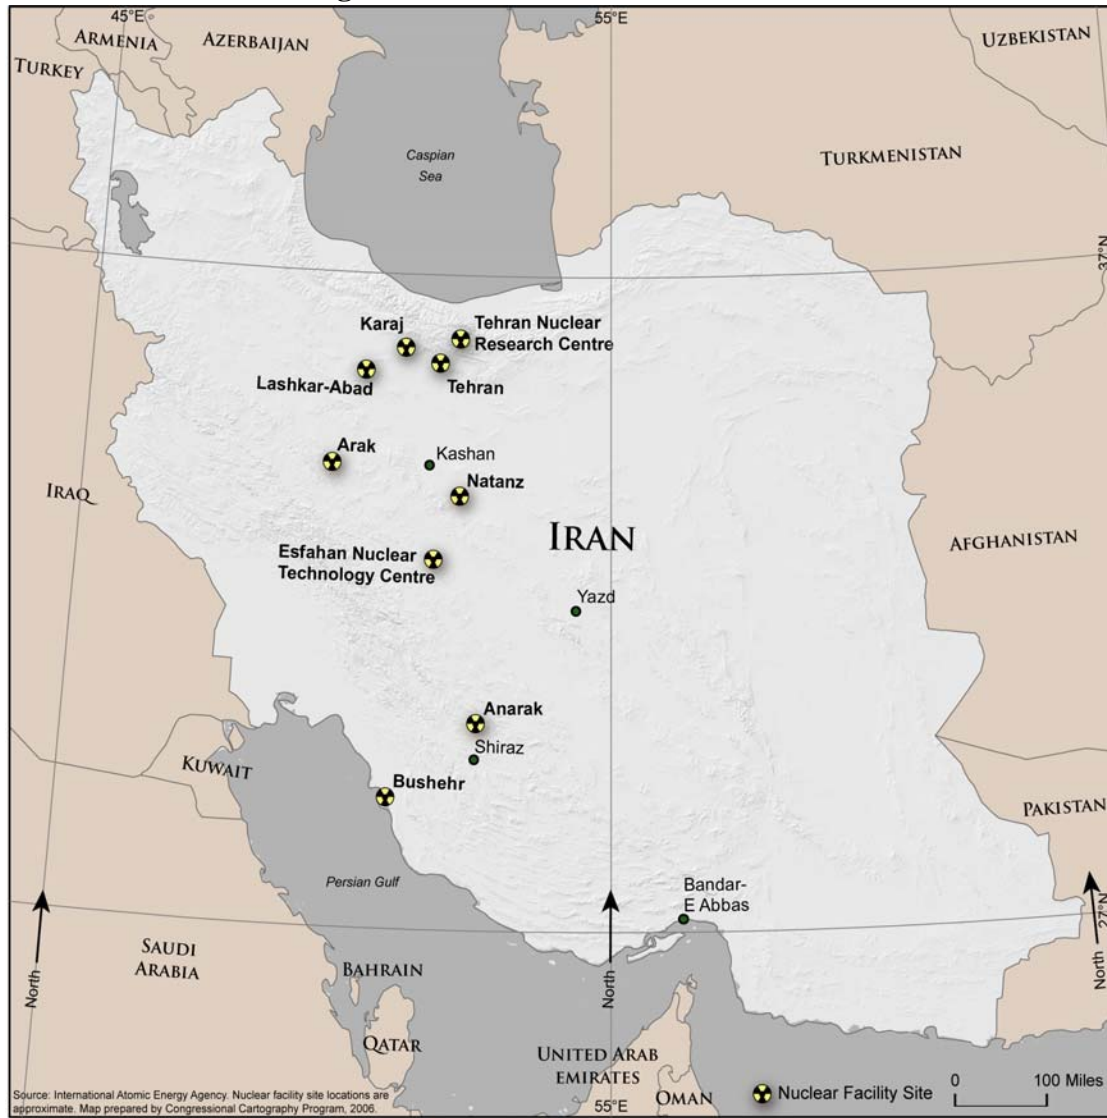 45°E
55°E
ARMENIA
AZERBAIJAN
UZBEKISTAN
TURKEY
Caspian
Sea
TURKMENISTAN
37°N
Karaj
Tehran Nuclear
Research Centre
Lashkar-Abad
Tehran
Arak
Kashan
Natanz
IRAQ
IRAN
AFGHANISTAN
Esfahan Nuclear
Technology Centre
Yazd
Anarak
Shiraz
KUWAIT
Bushehr
PAKISTAN
Persian Gulf
Bandar-
E Abbas
27°N
SAUDI
ARABIA
North
North
North
BAHRAIN
QATAR
UNITED ARAB
EMIRATES
OMAN
Nuclear Facility Site
0 100 Miles
Source: International Atomic Energy Agency. Nuclear facility site locations are
approximate. Map prepared by Congressional Cartography Program, 2006.
55°E